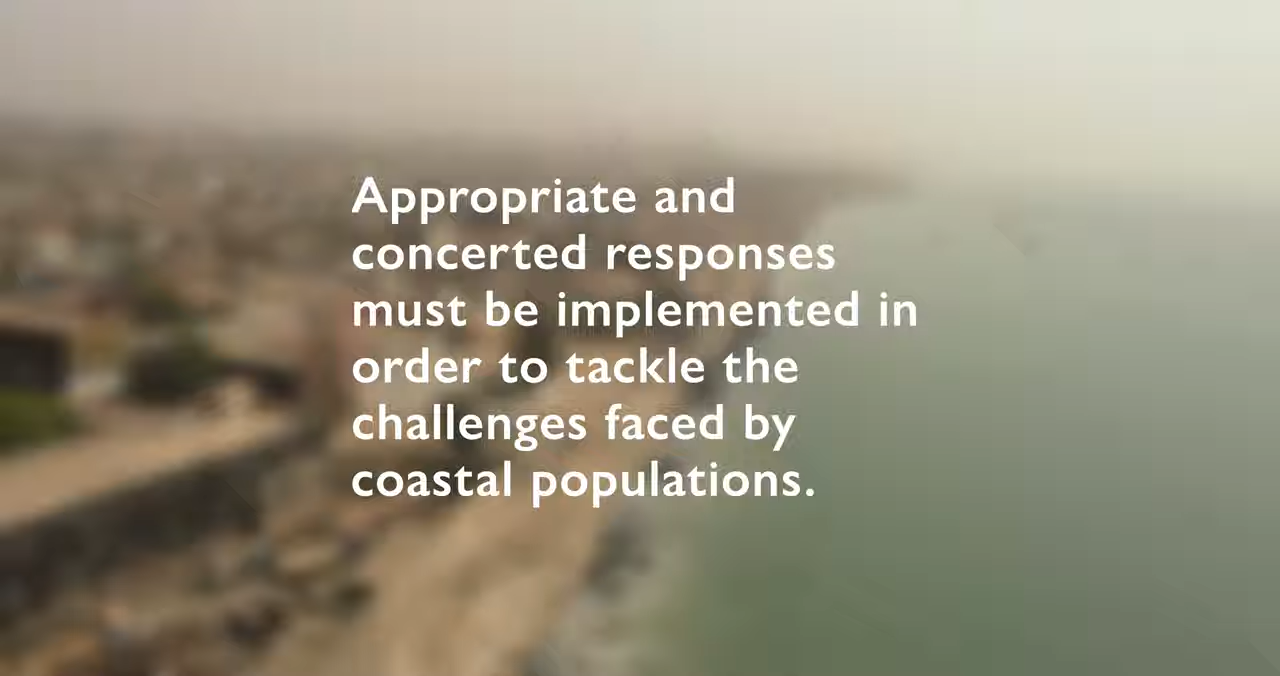 Appropriate and
concerted responses
must be implemented in
order to tackle the
challenges faced by
coastal populations.